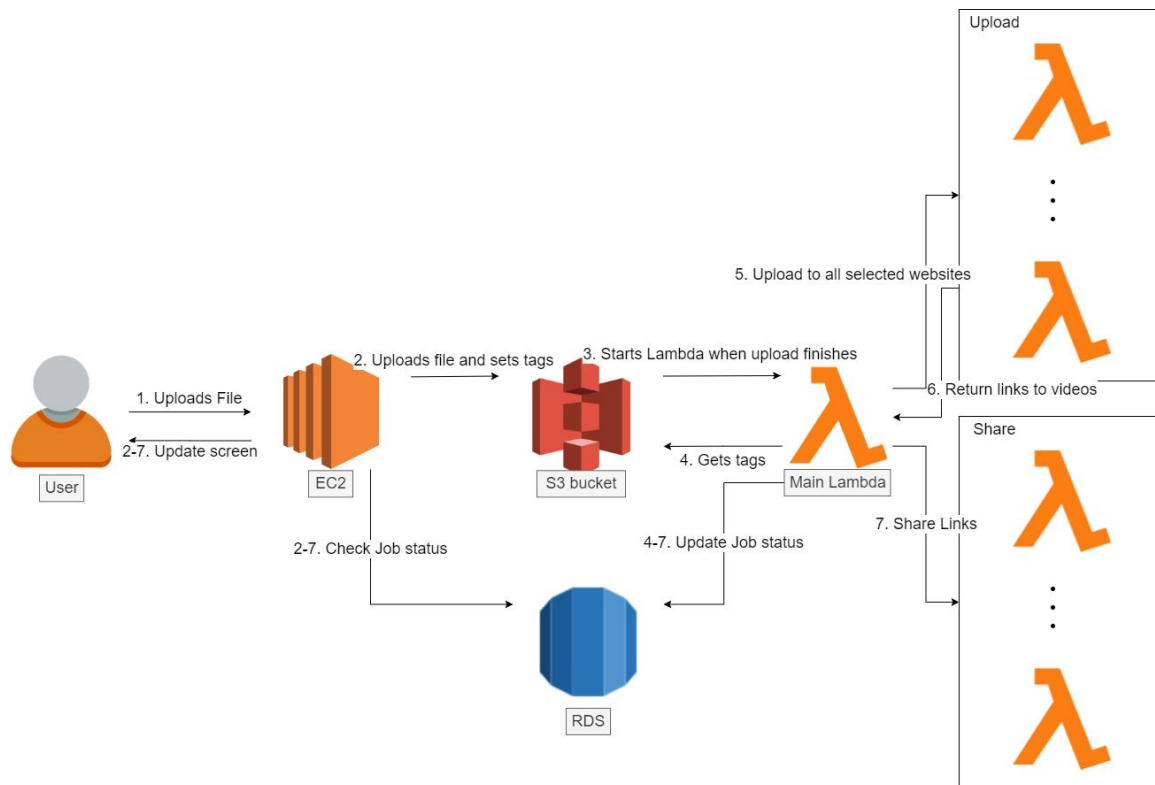 Upload
5. Upload to all selected websites
2. Uploads file and sets tags
3. Starts Lambda when upload finishes
1. Uploads File
6. Return links to videos
Share
2-7. Update screen
4. Gets tags
User
EC2
S3 bucket
Main Lambda
7. Share Links
2-7. Check Job status
4-7. Update Job status
RDS